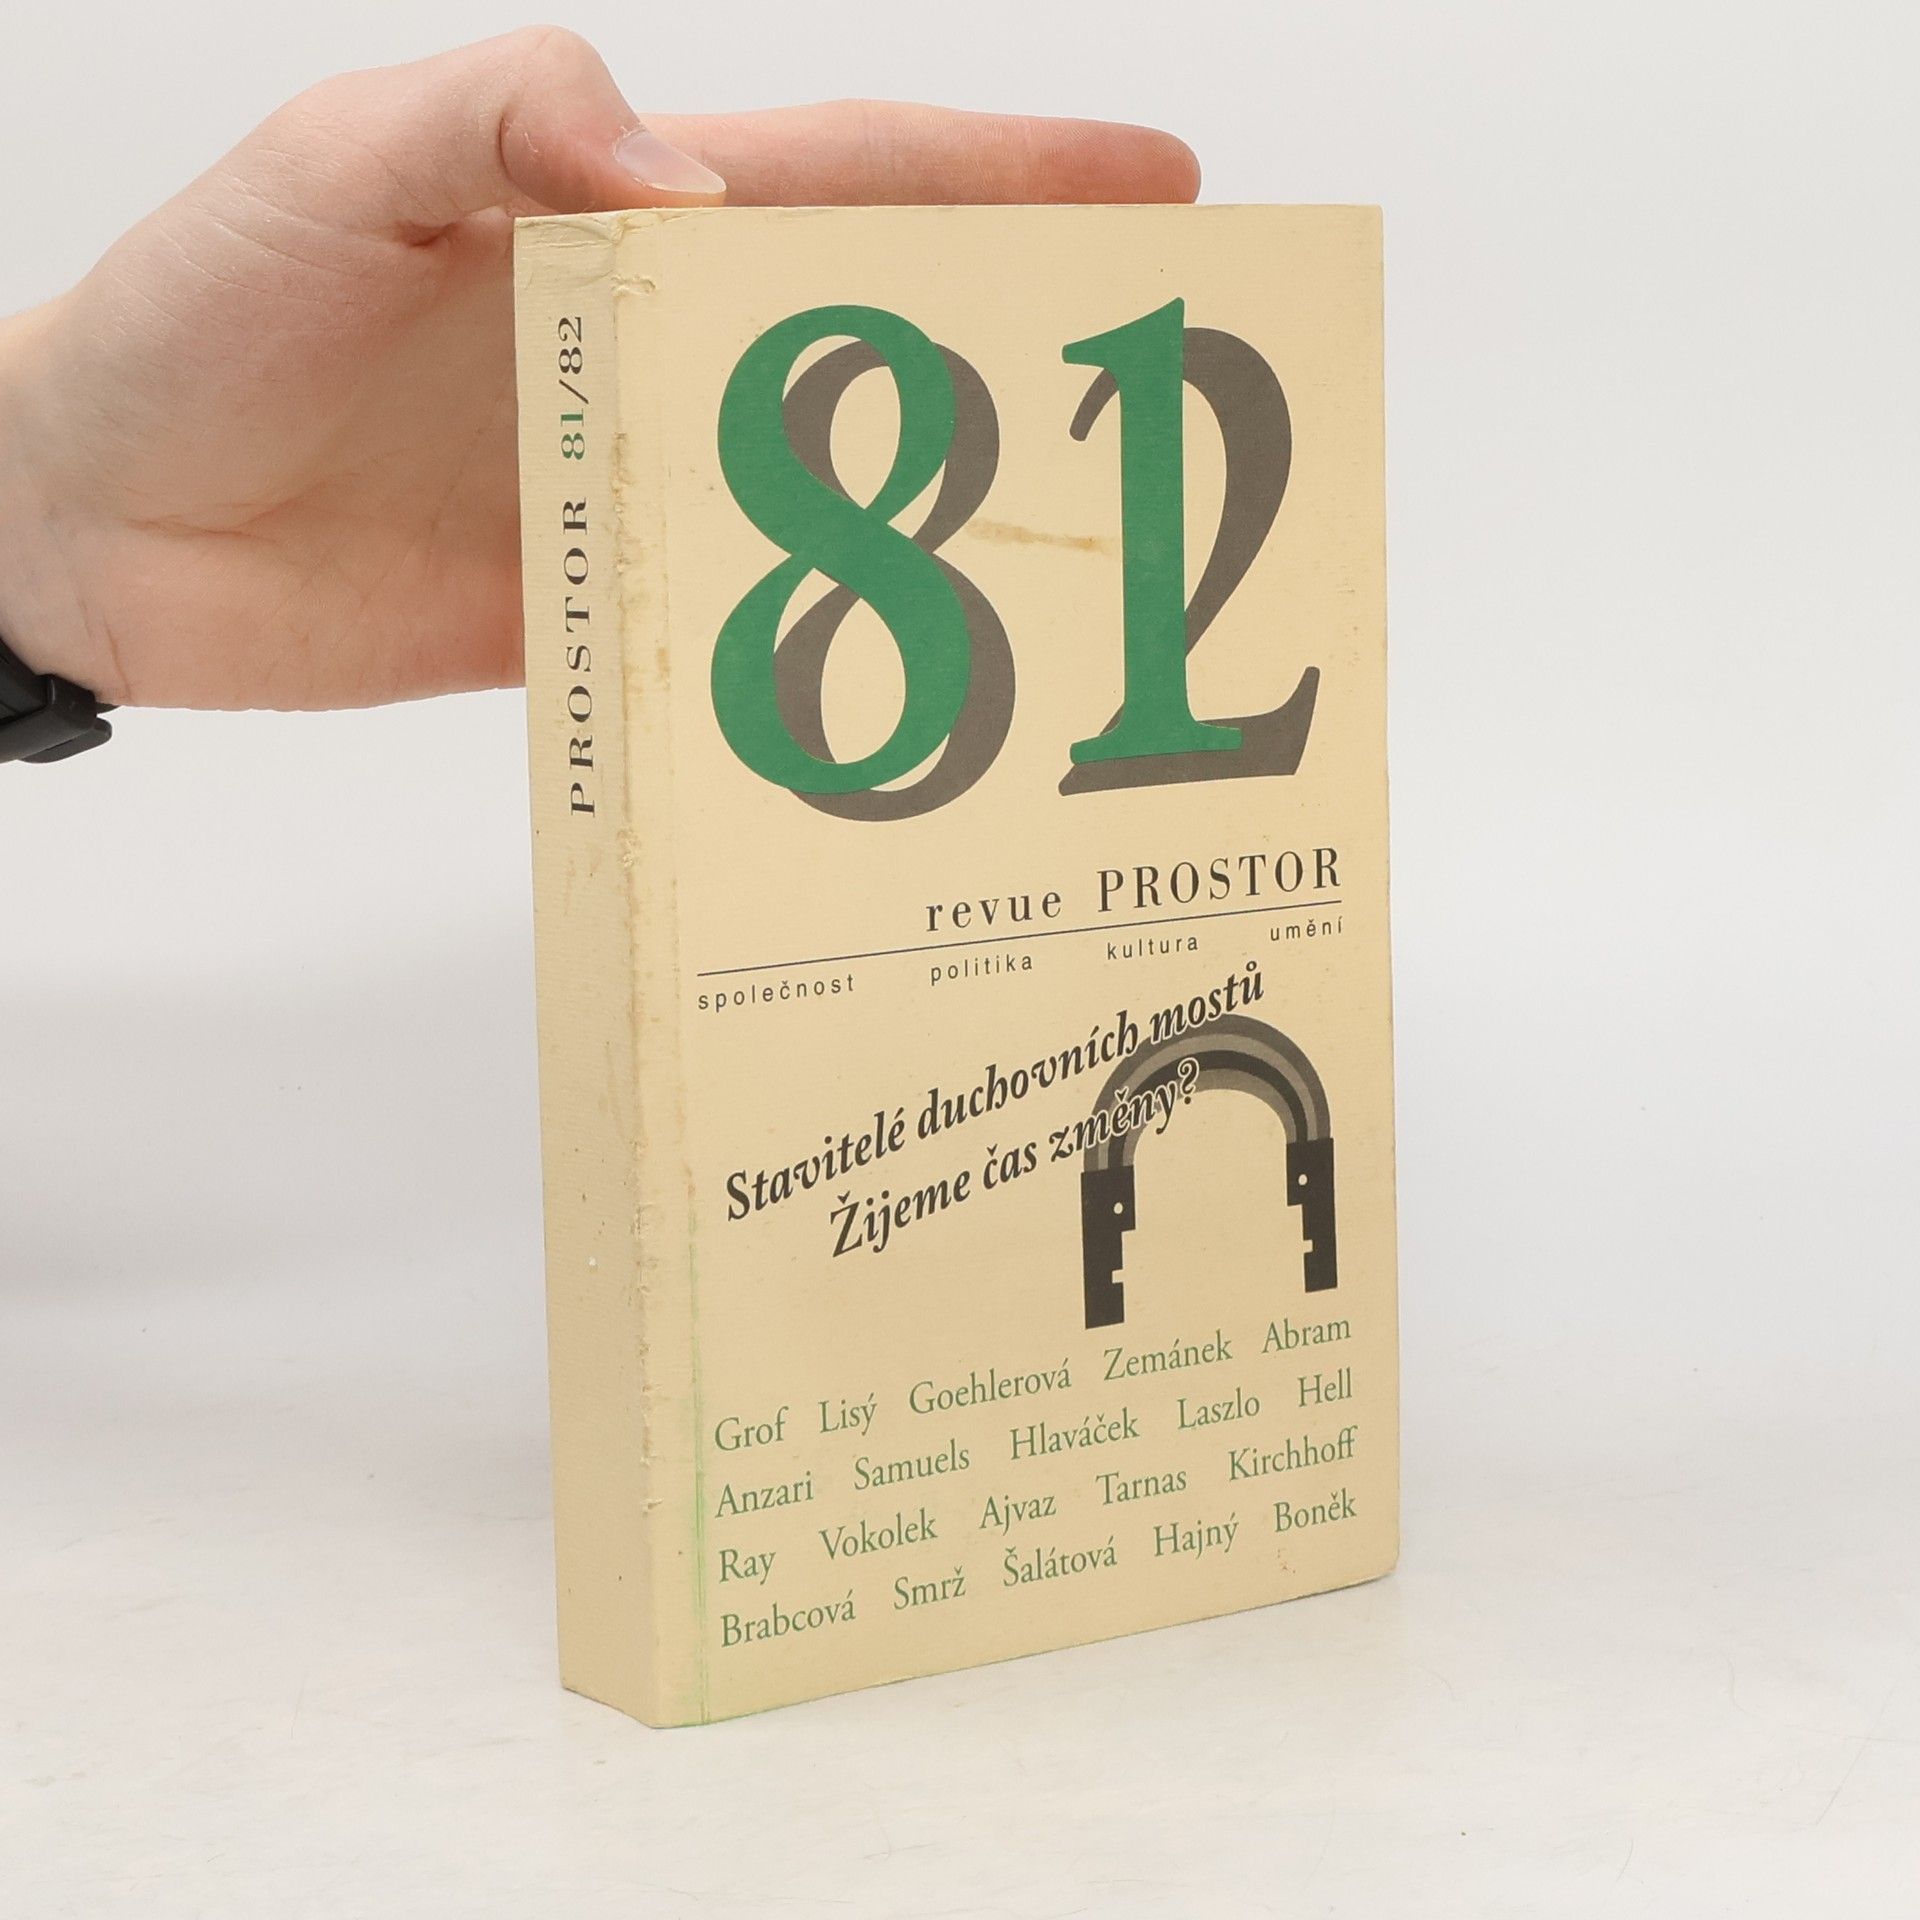 PROSTOR 81/82
81
82
revue PROSTOR
společnost politika kultura umění
Stavitelé duchovních mostů
Žijeme čas změny?
Grof Lisý Goehlerová Zemánek Abram
Anzari Samuels Hlaváček Laszlo Hell
Ray Vokolek Ajvaz Tarnas Kirchhoff
Brabcová Smrž Šalátová Hajný Boněk